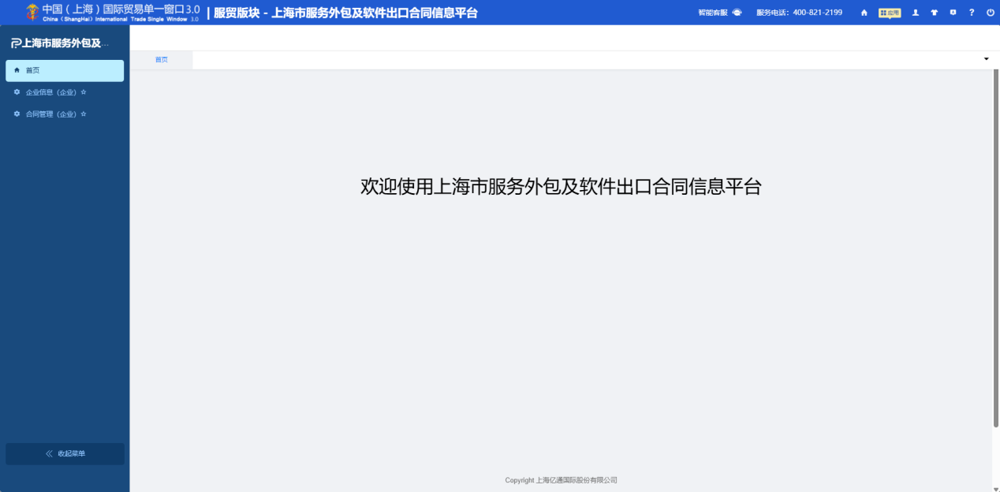 中国（上海）国际贸易单一窗口3.0
China (ShangHai) International Trade Single Window 3.0
服贸版块 - 上海市服务外包及软件出口合同信息平台
智能客服
服务电话：400-821-2199
应用
上海市服务外包及...
首页
企业信息（企业）
合同管理（企业）
收起菜单
首页
欢迎使用上海市服务外包及软件出口合同信息平台
Copyright 上海亿通国际股份有限公司